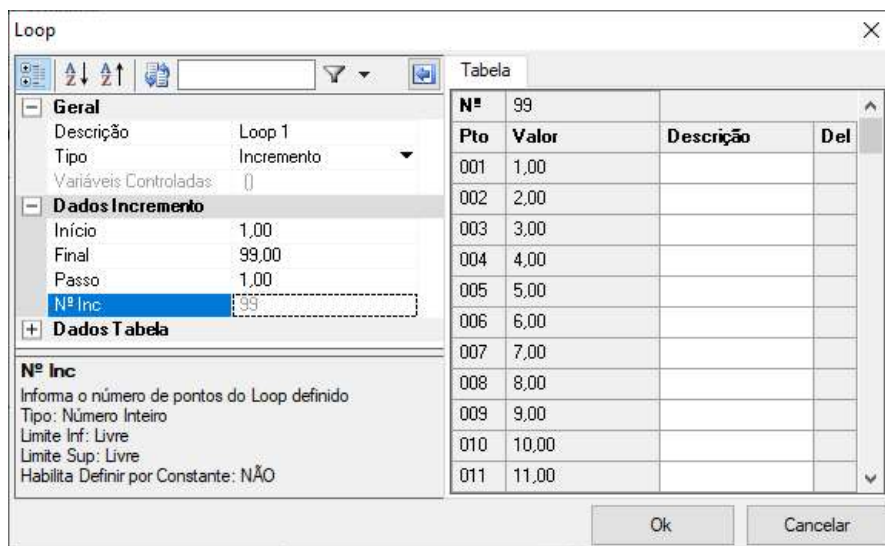 Loop
Geral
Descrição Loop 1
Tipo Incremento
Variáveis Controladas ()
Dados Incremento
Início 1,00
Final 99,00
Passo 1,00
Nº Inc 99
Dados Tabela
Nº Inc
Informa o número de pontos do Loop definido
Tipo: Número Inteiro
Limite Inf: Livre
Limite Sup: Livre
Habilita Definir por Constante: NÃO
Tabela
Nº 99
Pto Valor Descrição Del
001 1,00
002 2,00
003 3,00
004 4,00
005 5,00
006 6,00
007 7,00
008 8,00
009 9,00
010 10,00
011 11,00
Ok Cancelar